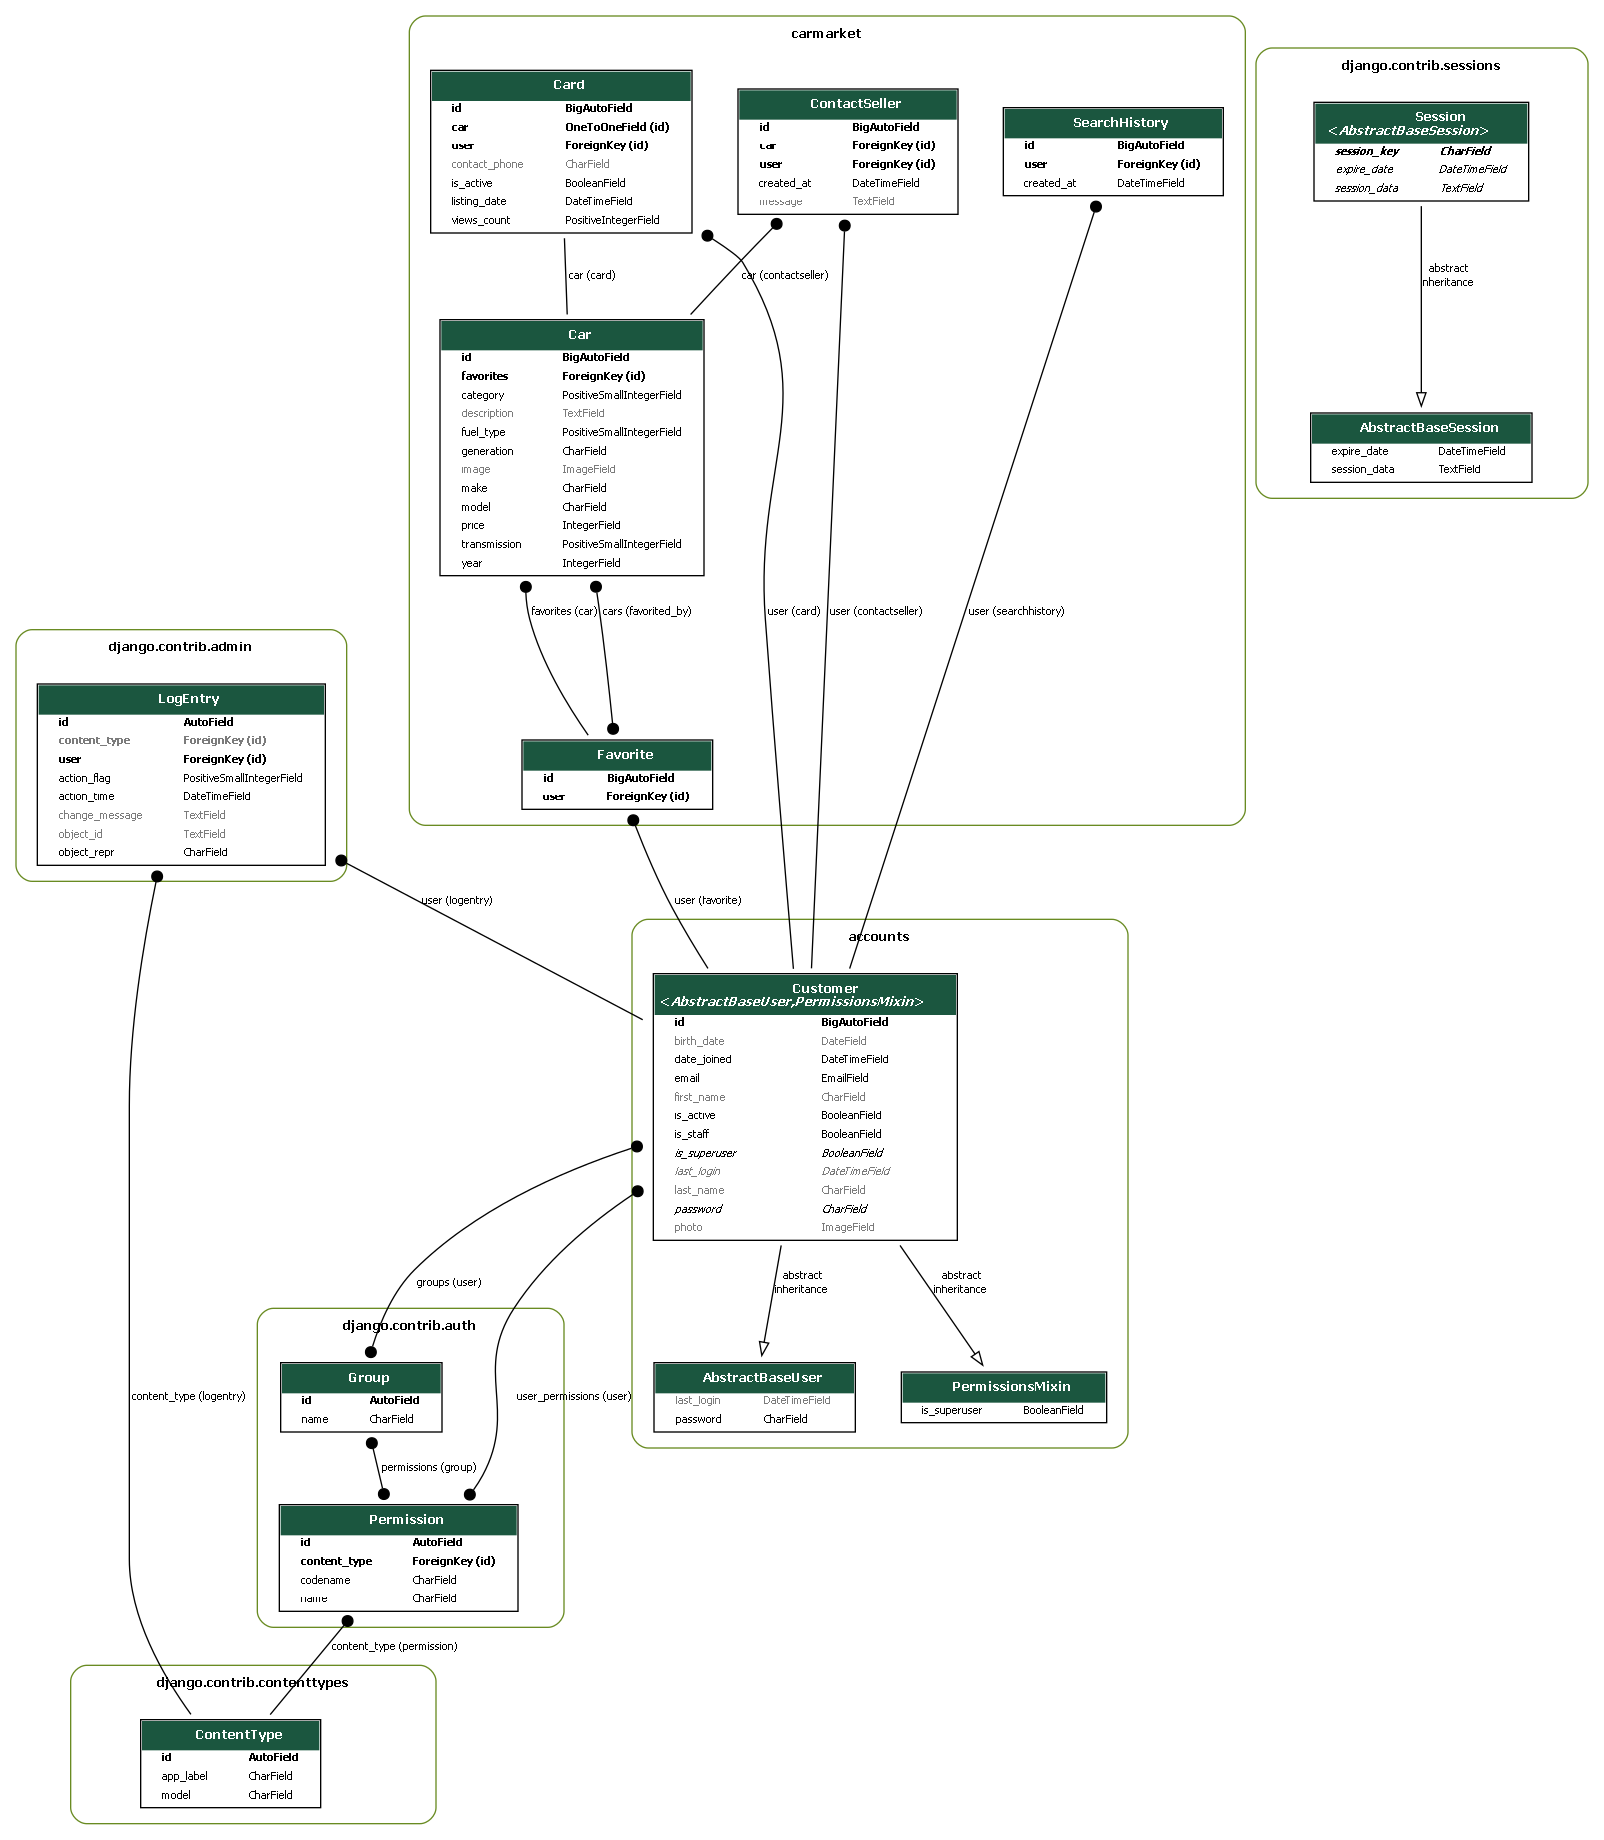 carmarket
Card
id BigAutoField
car OneToOneField (id)
user ForeignKey (id)
contact_phone CharField
is_active BooleanField
listing_date DateTimeField
views_count PositiveIntegerField
ContactSeller
id BigAutoField
car ForeignKey (id)
user ForeignKey (id)
created_at DateTimeField
message TextField
SearchHistory
id BigAutoField
user ForeignKey (id)
created_at DateTimeField
car (card)
car (contactseller)
Car
id BigAutoField
favorites ForeignKey (id)
category PositiveSmallIntegerField
description TextField
fuel_type PositiveSmallIntegerField
generation CharField
image ImageField
make CharField
model CharField
price IntegerField
transmission PositiveSmallIntegerField
year IntegerField
favorites (car)
cars (favorited_by)
user (card)
user (contactseller)
user (searchhistory)
Favorite
id BigAutoField
user ForeignKey (id)
django.contrib.sessions
Session
<AbstractBaseSession>
session_key CharField
expire_date DateTimeField
session_data TextField
abstract
inheritance
AbstractBaseSession
expire_date DateTimeField
session_data TextField
django.contrib.admin
LogEntry
id AutoField
content_type ForeignKey (id)
user ForeignKey (id)
action_flag PositiveSmallIntegerField
action_time DateTimeField
change_message TextField
object_id TextField
object_repr CharField
user (logentry)
user (favorite)
accounts
Customer
<AbstractBaseUser,PermissionsMixin>
id BigAutoField
birth_date DateField
date_joined DateTimeField
email EmailField
first_name CharField
is_active BooleanField
is_staff BooleanField
is_superuser BooleanField
last_login DateTimeField
last_name CharField
password CharField
photo ImageField
abstract
inheritance
abstract
inheritance
AbstractBaseUser
last_login DateTimeField
password CharField
PermissionsMixin
is_superuser BooleanField
groups (user)
django.contrib.auth
Group
id AutoField
name CharField
content_type (logentry)
user_permissions (user)
permissions (group)
Permission
id AutoField
content_type ForeignKey (id)
codename CharField
name CharField
content_type (permission)
django.contrib.contenttypes
ContentType
id AutoField
app_label CharField
model CharField